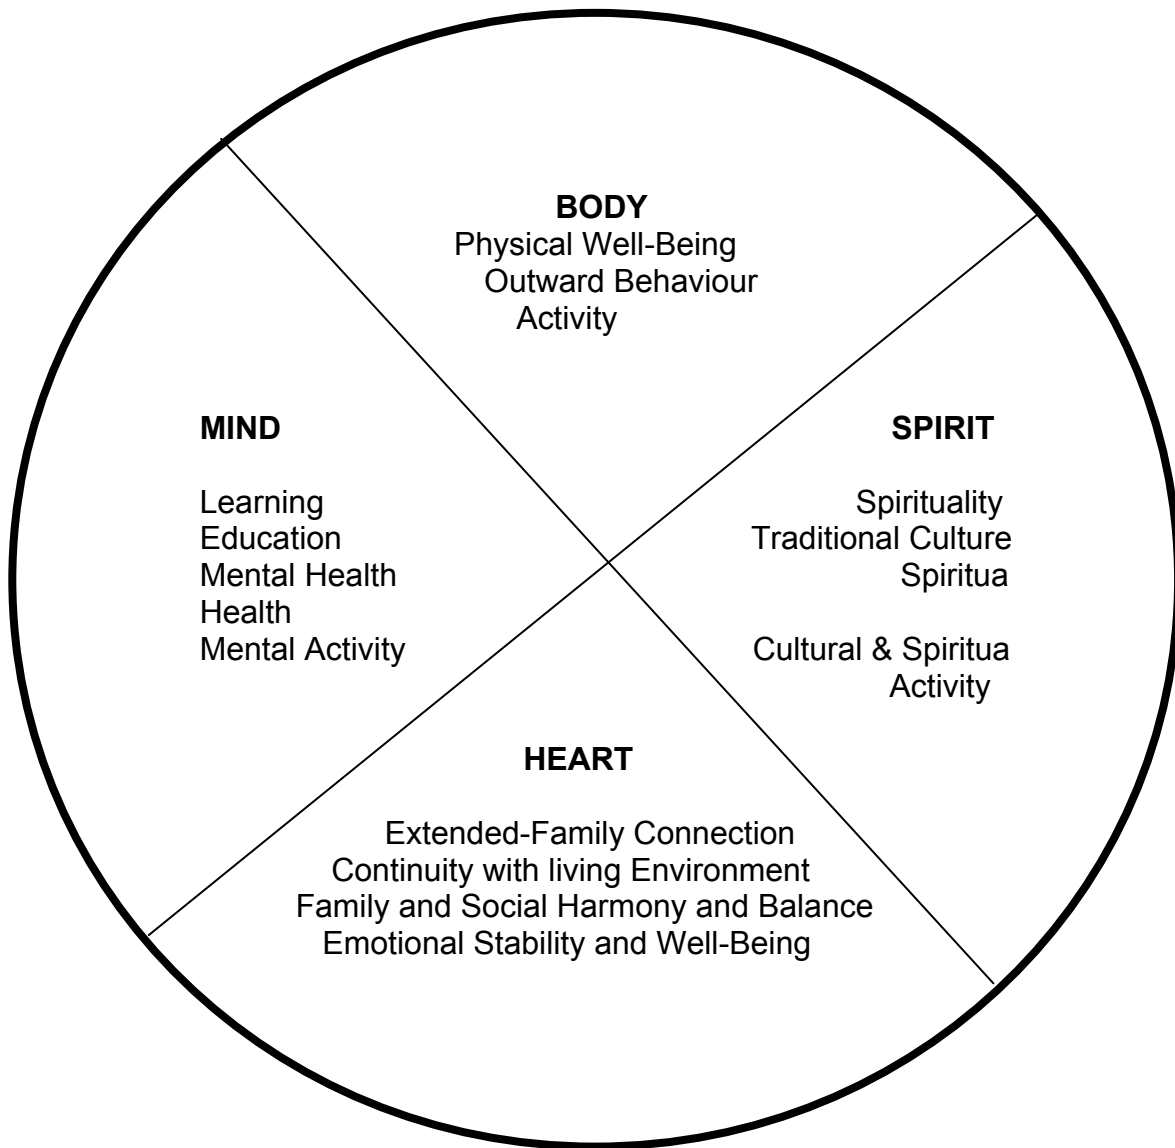 BODY
Physical Well-Being
Outward Behaviour
Activity
MIND
Learning
Education
Mental Health
Health
Mental Activity
SPIRIT
Spirituality
Traditional Culture
Spiritua
Cultural & Spiritua
Activity
HEART
Extended-Family Connection
Continuity with living Environment
Family and Social Harmony and Balance
Emotional Stability and Well-Being